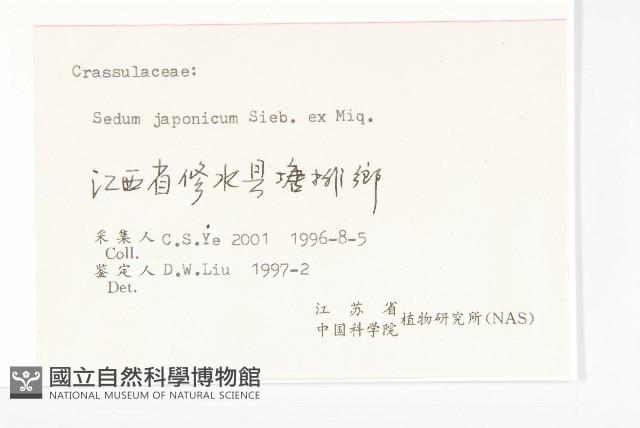 Crassulaceae:
Sedum japonicum Sieb. ex Miq.
江西省修水县塘排鄉
采集人 C.S.Ye 2001 1996-8-5
Coll.
鉴定人 D.W.Liu 1997-2
Det.
江苏省
中国科学院 植物研究所(NAS)
國立自然科學博物館
NATIONAL MUSEUM OF NATURAL SCIENCE